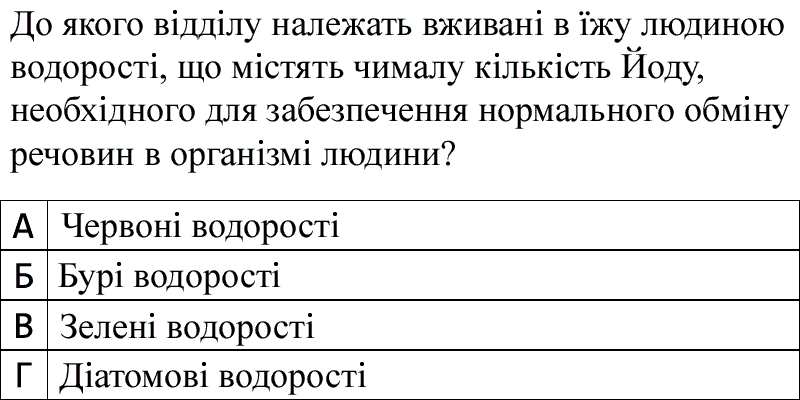 До якого відділу належать вживані в їжу людиною
водорості, що містять чималу кількість Йоду,
необхідного для забезпечення нормального обміну
речовин в організмі людини?
А Червоні водорості
Б Бурі водорості
В Зелені водорості
Г Діатомові водорості